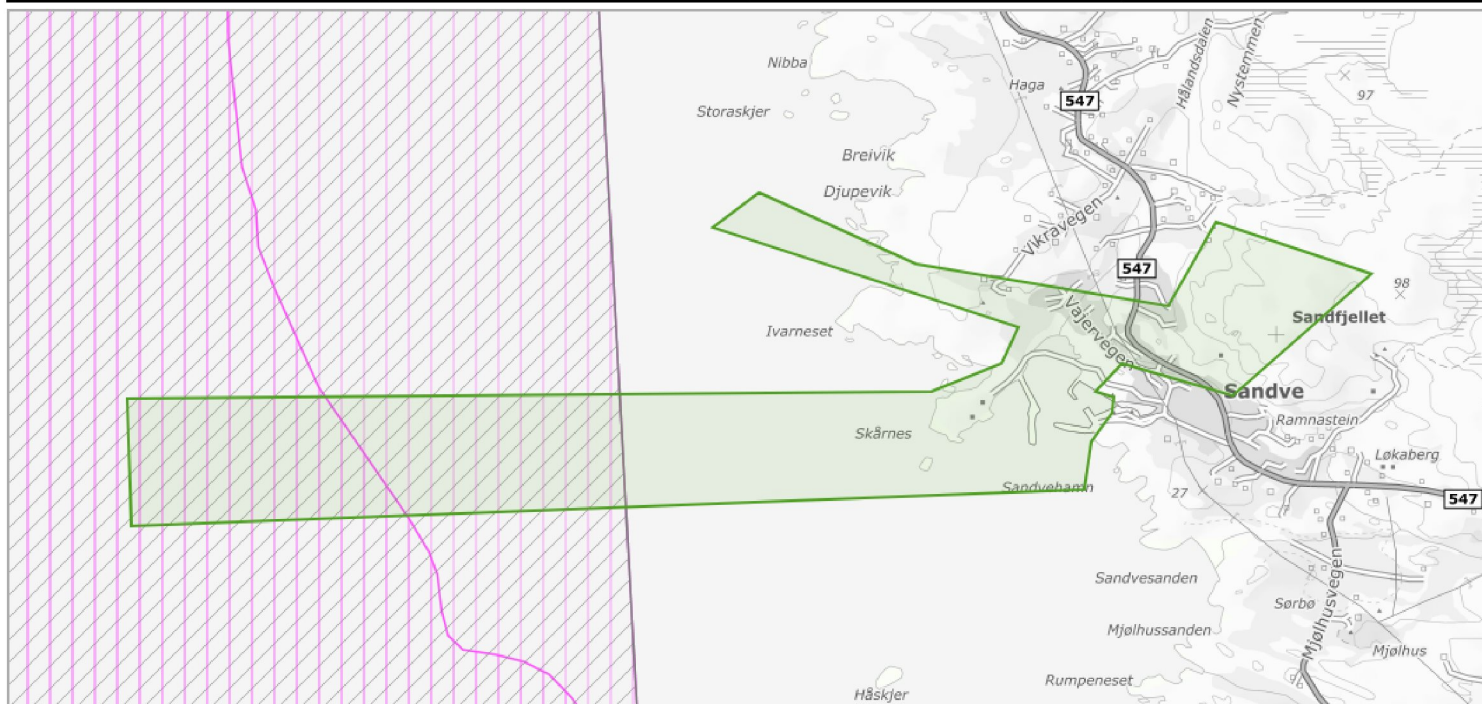 Nibba
Haga
Hålandsdalen
Nystemmen
97
547
Storaskjer
Breivik
Djupevik
Vikravegen
547
98
Sandfjellet
Ivarneset
Vajervegen
Sandve
Ramnastein
Skårnes
Løkaberg
Sandvehamn
27
547
Sandvesanden
Sørbø
Mjølhusvegen
Mjølhussanden
Mjølhus
Rumpeneset
Håskjer